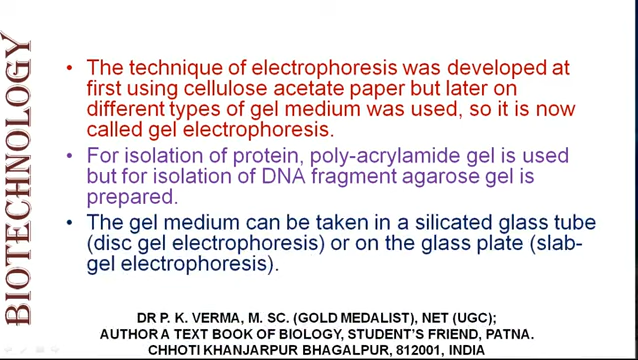 BIOTECHNOLOGY
• The technique of electrophoresis was developed at
first using cellulose acetate paper but later on
different types of gel medium was used, so it is now
called gel electrophoresis.
• For isolation of protein, poly-acrylamide gel is used
but for isolation of DNA fragment agarose gel is
prepared.
• The gel medium can be taken in a silicated glass tube
(disc gel electrophoresis) or on the glass plate (slab-
gel electrophoresis).
DR P. K. VERMA, M. SC. (GOLD MEDALIST), NET (UGC);
AUTHOR A TEXT BOOK OF BIOLOGY, STUDENT'S FRIEND, PATNA.
CHHOTI KHANJARPUR BHAGALPUR, 812001, INDIA